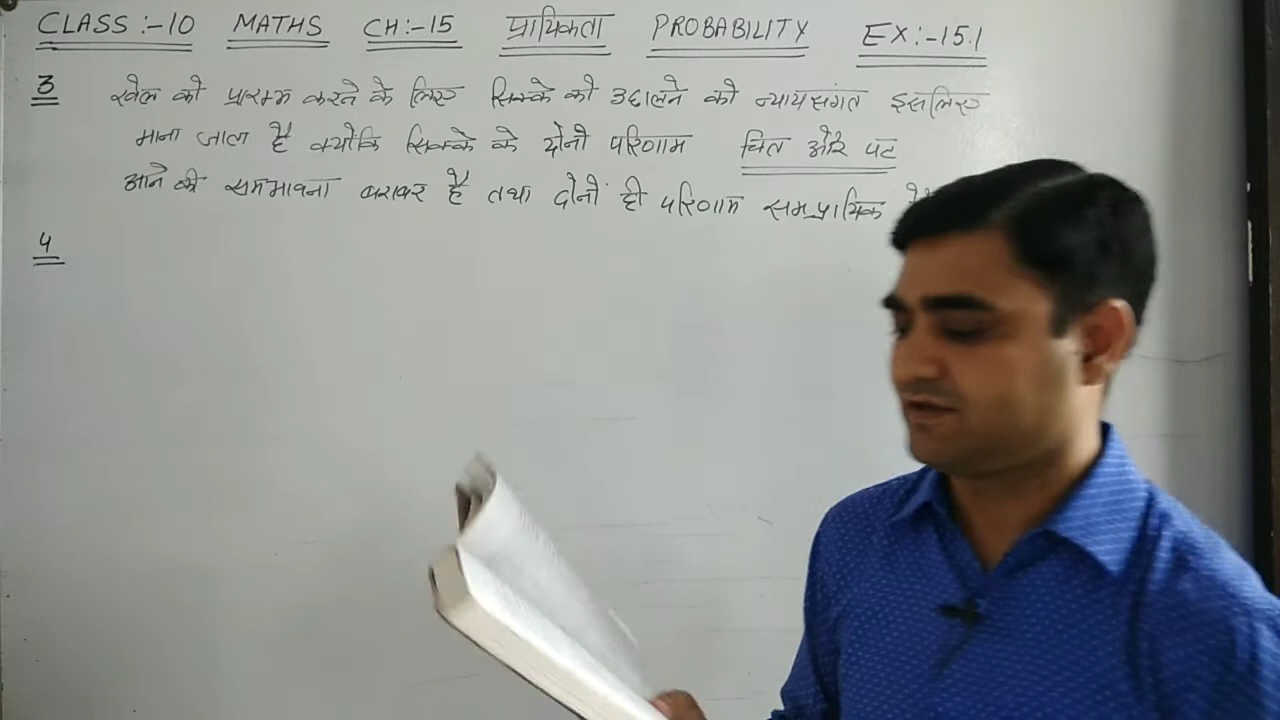 CLASS :- 10 MATHS CH:- 15 प्रायिकता PROBABILITY EX:- 15.1
3 खेल को प्रारम्भ करने के लिए सिक्के को उछालने को न्यायसंगत इसलिए
माना जाता है क्योंकि सिक्के के दोनों परिणाम चित और पट
आने की सम्भावना बराबर है तथा दोनों ही परिणाम समप्रायिक
4